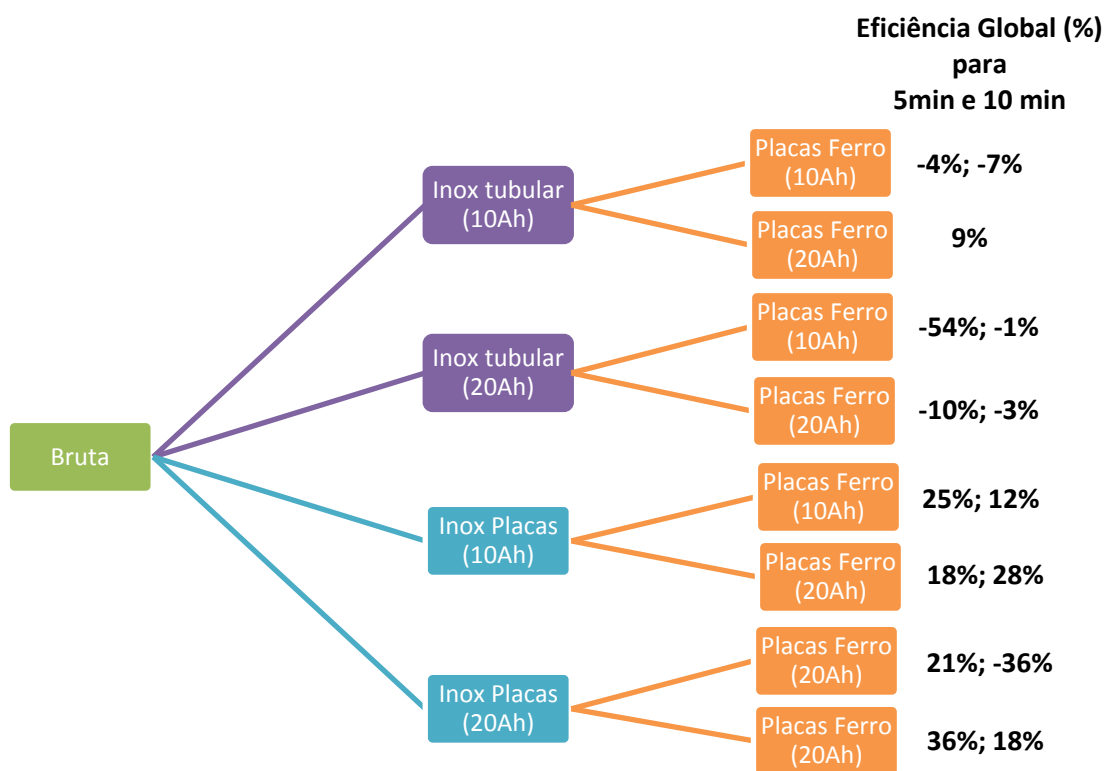 Eficiência Global (%)
para
5min e 10 min
Placas Ferro
(10Ah)
-4%; -7%
Inox tubular
(10Ah)
Placas Ferro
(20Ah)
9%
Placas Ferro
(10Ah)
-54%; -1%
Inox tubular
(20Ah)
Placas Ferro
(20Ah)
-10%; -3%
Bruta
Placas Ferro
(10Ah)
25%; 12%
Inox Placas
(10Ah)
Placas Ferro
(20Ah)
18%; 28%
Placas Ferro
(20Ah)
21%; -36%
Inox Placas
(20Ah)
Placas Ferro
(20Ah)
36%; 18%